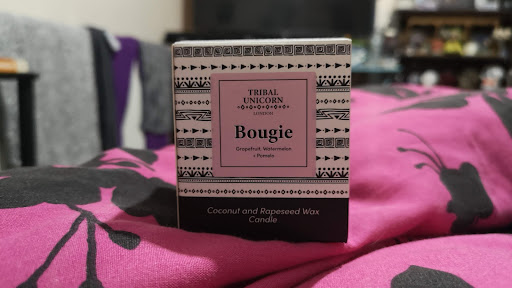 TRIBAL
UNICORN
LONDON
Bougie
Grapefruit, Watermelon
+ Pomelo
Coconut and Rapeseed Wax
Candle